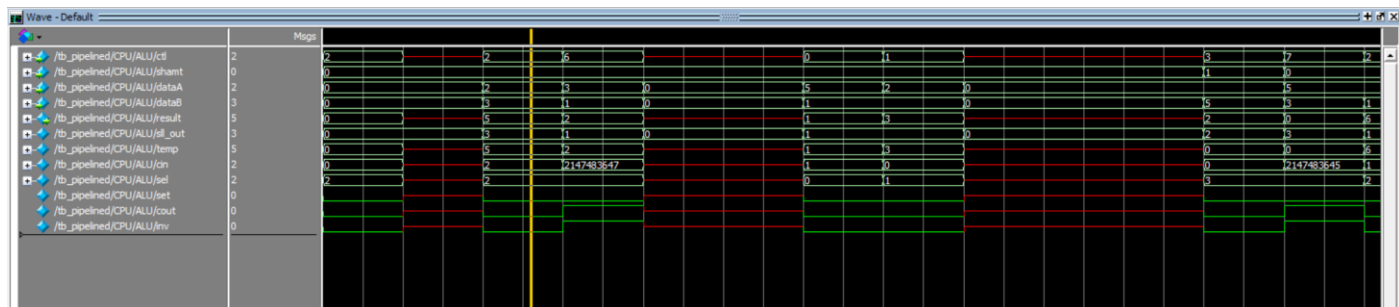 Wave - Default
Msgs
/tb_pipelined/CPU/ALU/ctl 2 2 2 6 0 1 3 7 2
/tb_pipelined/CPU/ALU/shamt 0 0 1 0
/tb_pipelined/CPU/ALU/dataA 2 0 2 3 0 5 2 0 5
/tb_pipelined/CPU/ALU/dataB 3 0 3 1 0 1 0 5 3 1
/tb_pipelined/CPU/ALU/result 5 0 5 2 1 3 2 0 6
/tb_pipelined/CPU/ALU/sll_out 3 0 3 1 0 1 0 2 3 1
/tb_pipelined/CPU/ALU/temp 5 0 5 2 1 3 0 0 6
/tb_pipelined/CPU/ALU/cin 2 0 2 2147483647 1 0 0 2147483645 1
/tb_pipelined/CPU/ALU/sel 2 2 2 0 1 3 2
/tb_pipelined/CPU/ALU/set 0
/tb_pipelined/CPU/ALU/cout 0
/tb_pipelined/CPU/ALU/inv 0